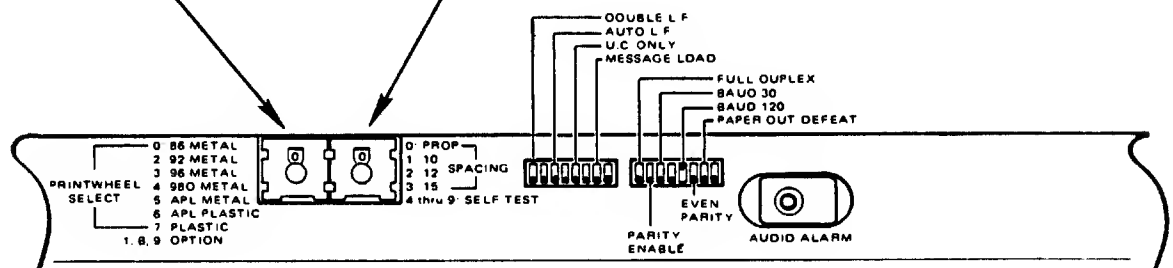 DOUBLE L F
AUTO L F
U.C ONLY
MESSAGE LOAD
FULL DUPLEX
BAUD 30
BAUD 120
PAPER OUT DEFEAT
PRINTWHEEL
SELECT
0: 86 METAL
2 92 METAL
3 96 METAL
4 980 METAL
5 APL METAL
6 APL PLASTIC
7 PLASTIC
1, 8, 9 OPTION
0: PROP
1 10
2 12
3 15
SPACING
4 thru 9: SELF TEST
PARITY
ENABLE
EVEN
PARITY
AUDIO ALARM